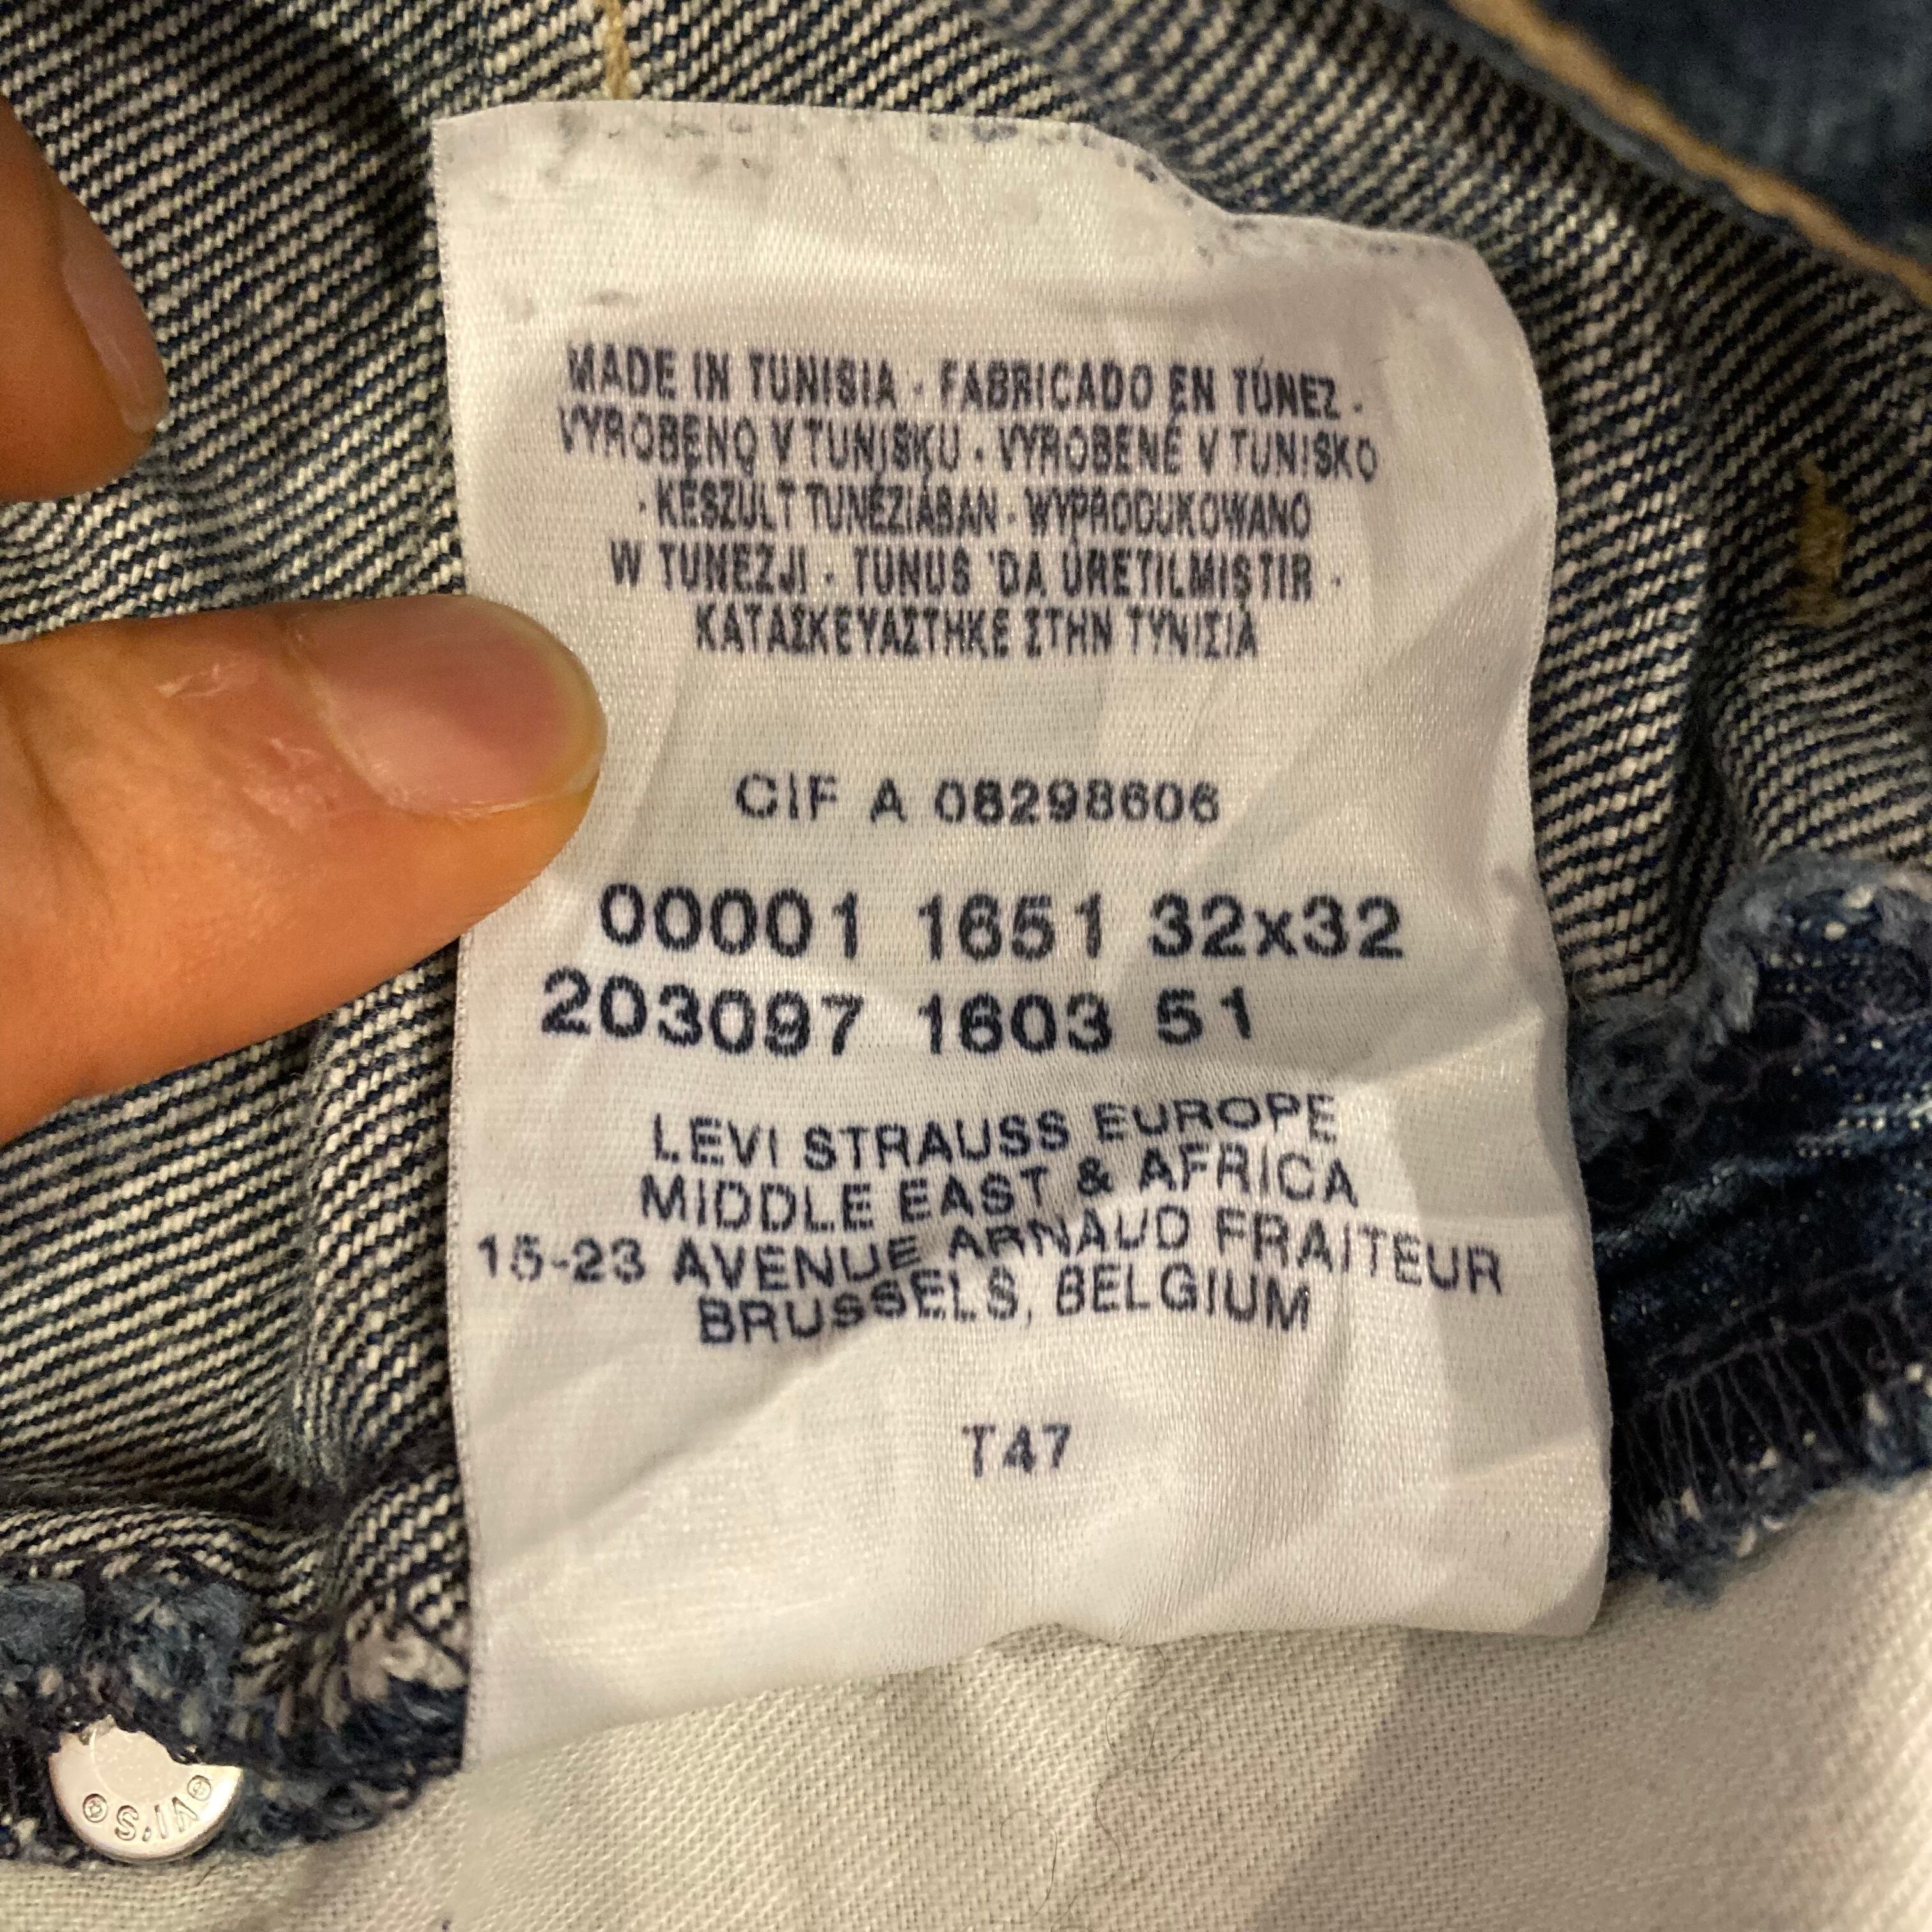 MADE IN TUNISIA - FABRICADO EN TÚNEZ -
VYROBENO V TUNISKU - VYROBENÉ V TUNISKO
- KÉSZÜLT TUNÉZIÁBAN - WYPRODUKOWANO
W TUNEZJI - TUNUS 'DA ÜRETILMIŞTIR -
ΚΑΤΑΣΚΕΥΑΣΤΗΚΕ ΣΤΗΝ ΤΥΝΙΣΙΑ
CIF A 08298606
00001 1651 32x32
203097 1603 51
LEVI STRAUSS EUROPE
MIDDLE EAST & AFRICA
15-23 AVENUE ARNAUD FRAITEUR
BRUSSELS, BELGIUM
T47
VI'S